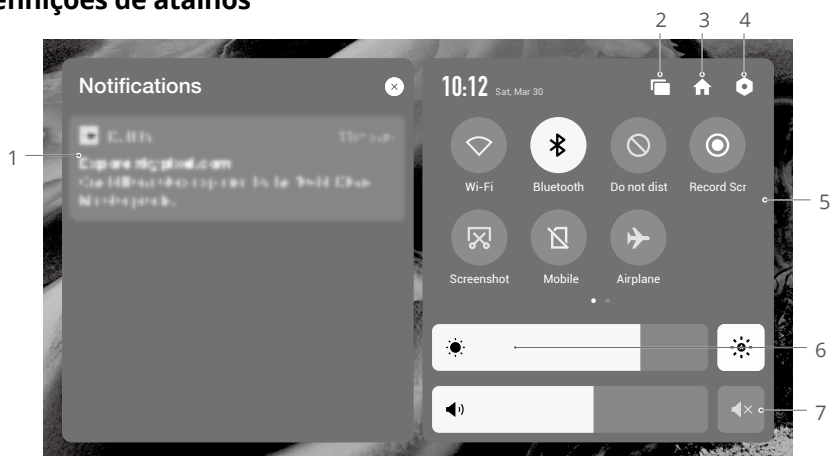 definições de atalhos
2 3 4
Notifications
10:12 Sat, Mar 30
1
Wi-Fi Bluetooth Do not dist Record Scr
5
Screenshot Mobile Airplane
6
7